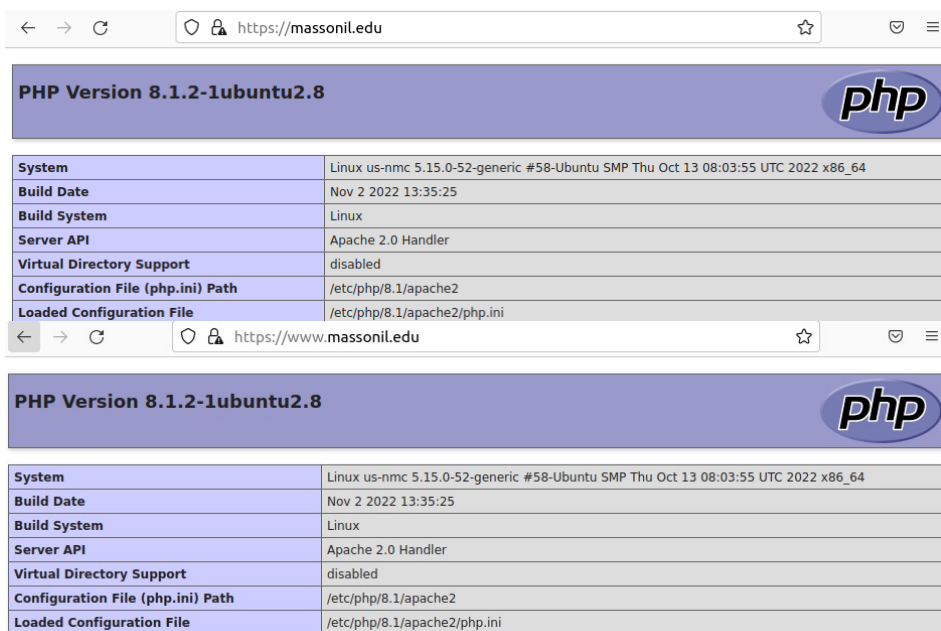 https://massonil.edu
PHP Version 8.1.2-1ubuntu2.8
php
System Linux us-nmc 5.15.0-52-generic #58-Ubuntu SMP Thu Oct 13 08:03:55 UTC 2022 x86_64
Build Date Nov 2 2022 13:35:25
Build System Linux
Server API Apache 2.0 Handler
Virtual Directory Support disabled
Configuration File (php.ini) Path /etc/php/8.1/apache2
Loaded Configuration File /etc/php/8.1/apache2/php.ini
https://www.massonil.edu
PHP Version 8.1.2-1ubuntu2.8
php
System Linux us-nmc 5.15.0-52-generic #58-Ubuntu SMP Thu Oct 13 08:03:55 UTC 2022 x86_64
Build Date Nov 2 2022 13:35:25
Build System Linux
Server API Apache 2.0 Handler
Virtual Directory Support disabled
Configuration File (php.ini) Path /etc/php/8.1/apache2
Loaded Configuration File /etc/php/8.1/apache2/php.ini